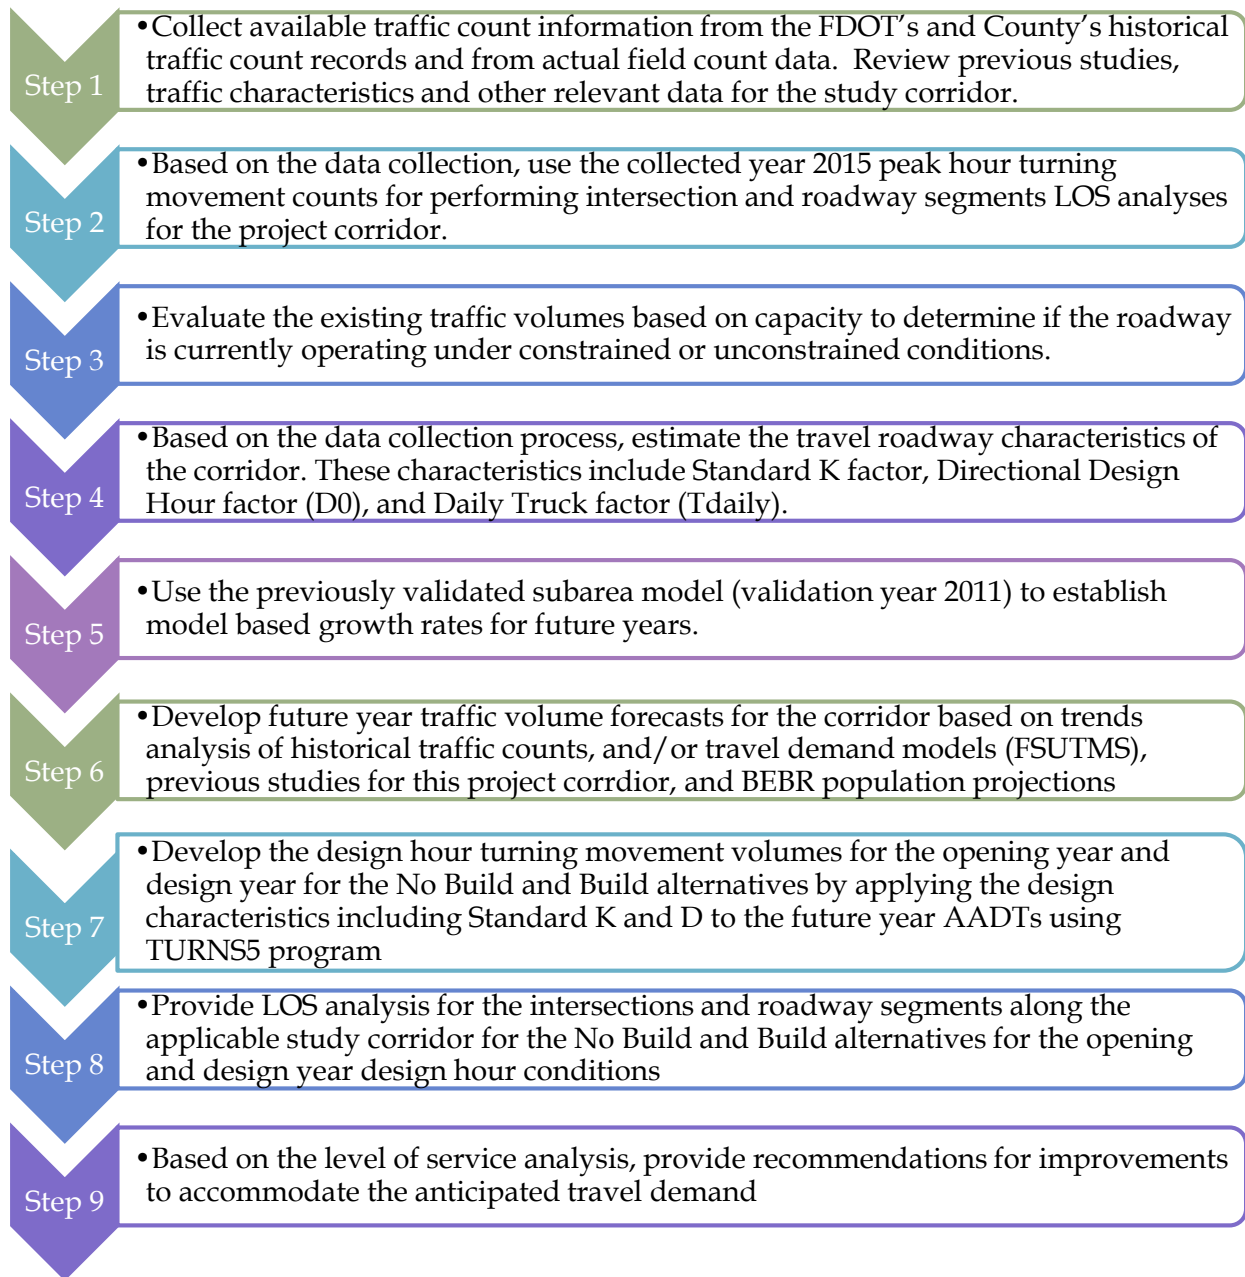 Step 1
•Collect available traffic count information from the FDOT’s and County’s historical
traffic count records and from actual field count data.  Review previous studies,
traffic characteristics and other relevant data for the study corridor.
Step 2
•Based on the data collection, use the collected year 2015 peak hour turning
movement counts for performing intersection and roadway segments LOS analyses
for the project corridor.
Step 3
•Evaluate the existing traffic volumes based on capacity to determine if the roadway
is currently operating under constrained or unconstrained conditions.
Step 4
•Based on the data collection process, estimate the travel roadway characteristics of
the corridor. These characteristics include Standard K factor, Directional Design
Hour factor (D0), and Daily Truck factor (Tdaily).
Step 5
•Use the previously validated subarea model (validation year 2011) to establish
model based growth rates for future years.
Step 6
•Develop future year traffic volume forecasts for the corridor based on trends
analysis of historical traffic counts, and/or travel demand models (FSUTMS),
previous studies for this project corrdior, and BEBR population projections
Step 7
•Develop the design hour turning movement volumes for the opening year and
design year for the No Build and Build alternatives by applying the design
characteristics including Standard K and D to the future year AADTs using
TURNS5 program
Step 8
•Provide LOS analysis for the intersections and roadway segments along the
applicable study corridor for the No Build and Build alternatives for the opening
and design year design hour conditions
Step 9
•Based on the level of service analysis, provide recommendations for improvements
to accommodate the anticipated travel demand